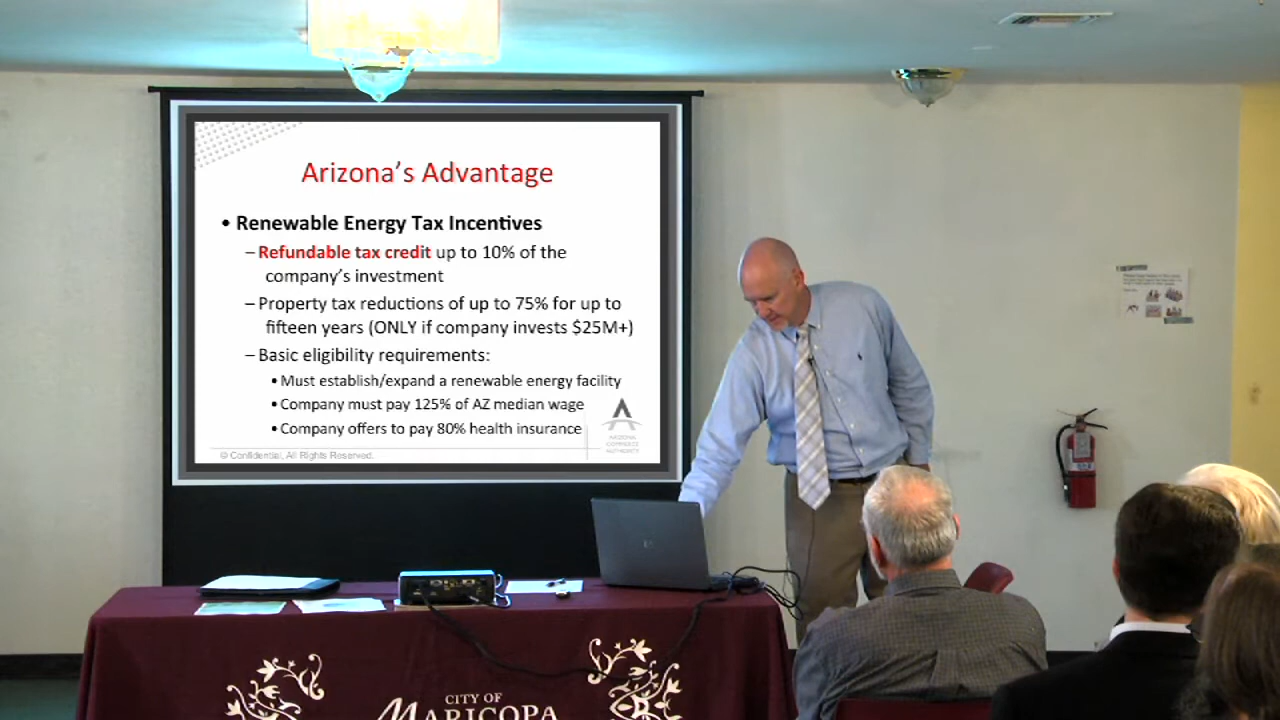 Arizona's Advantage
• Renewable Energy Tax Incentives
– Refundable tax credit up to 10% of the
company's investment
– Property tax reductions of up to 75% for up to
fifteen years (ONLY if company invests $25M+)
– Basic eligibility requirements:
• Must establish/expand a renewable energy facility
• Company must pay 125% of AZ median wage
• Company offers to pay 80% health insurance
ARIZONA
COMMERCE
AUTHORITY
© Confidential, All Rights Reserved.
CITY OF
MARICOPA